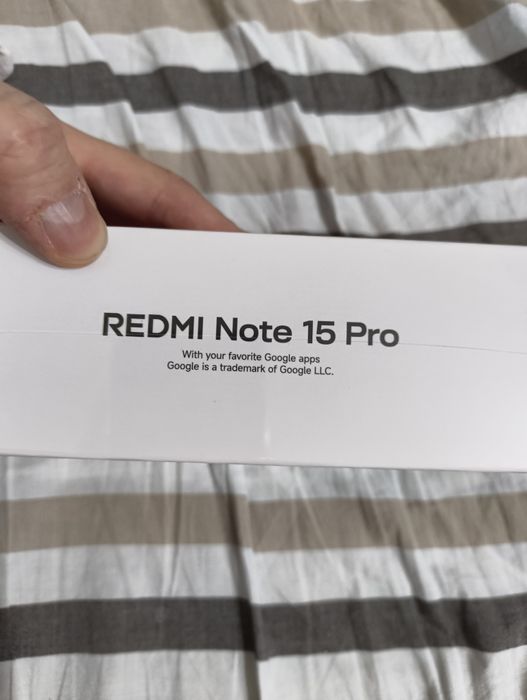 REDMI Note 15 Pro
With your favorite Google apps
Google is a trademark of Google LLC.